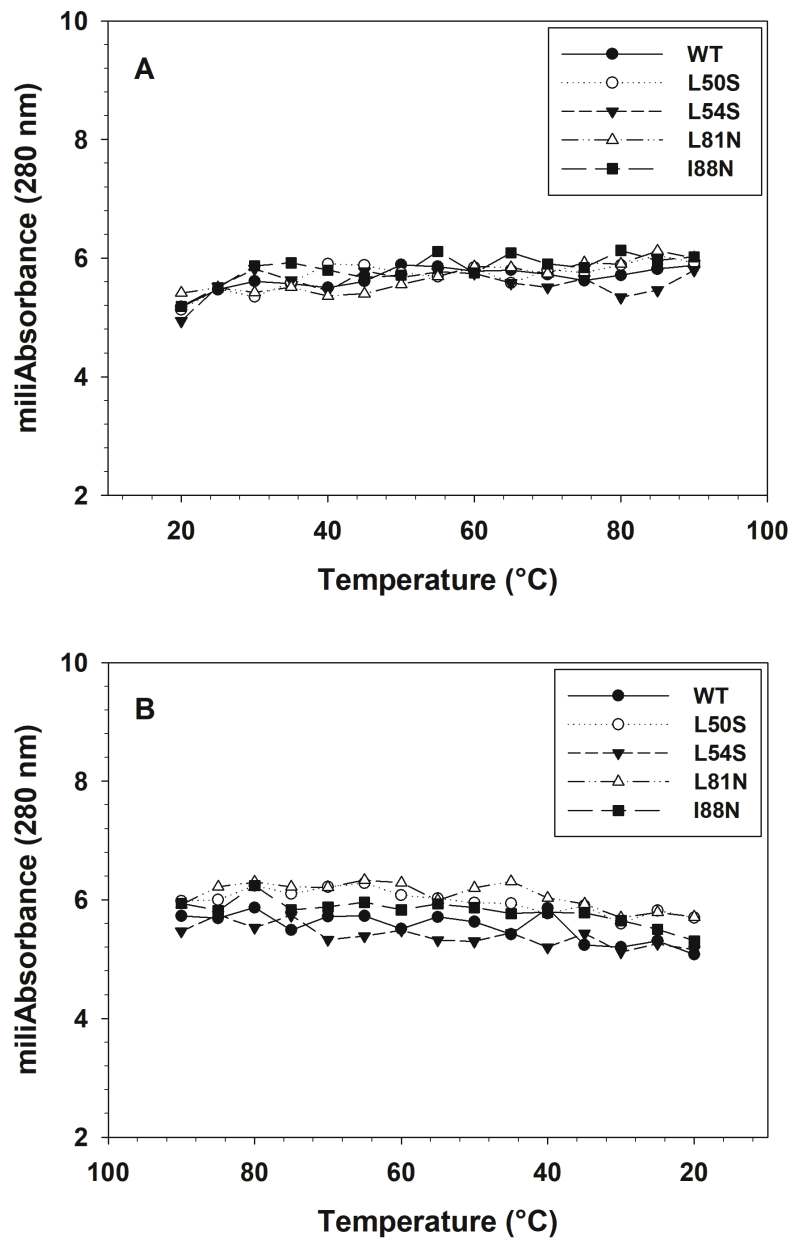 10
A
WT
L50S
L54S
L81N
I88N
8
6
4
2
miliAbsorbance (280 nm)
20
40
60
80
100
Temperature (°C)
10
B
WT
L50S
L54S
L81N
I88N
8
6
4
2
miliAbsorbance (280 nm)
100
80
60
40
20
Temperature (°C)